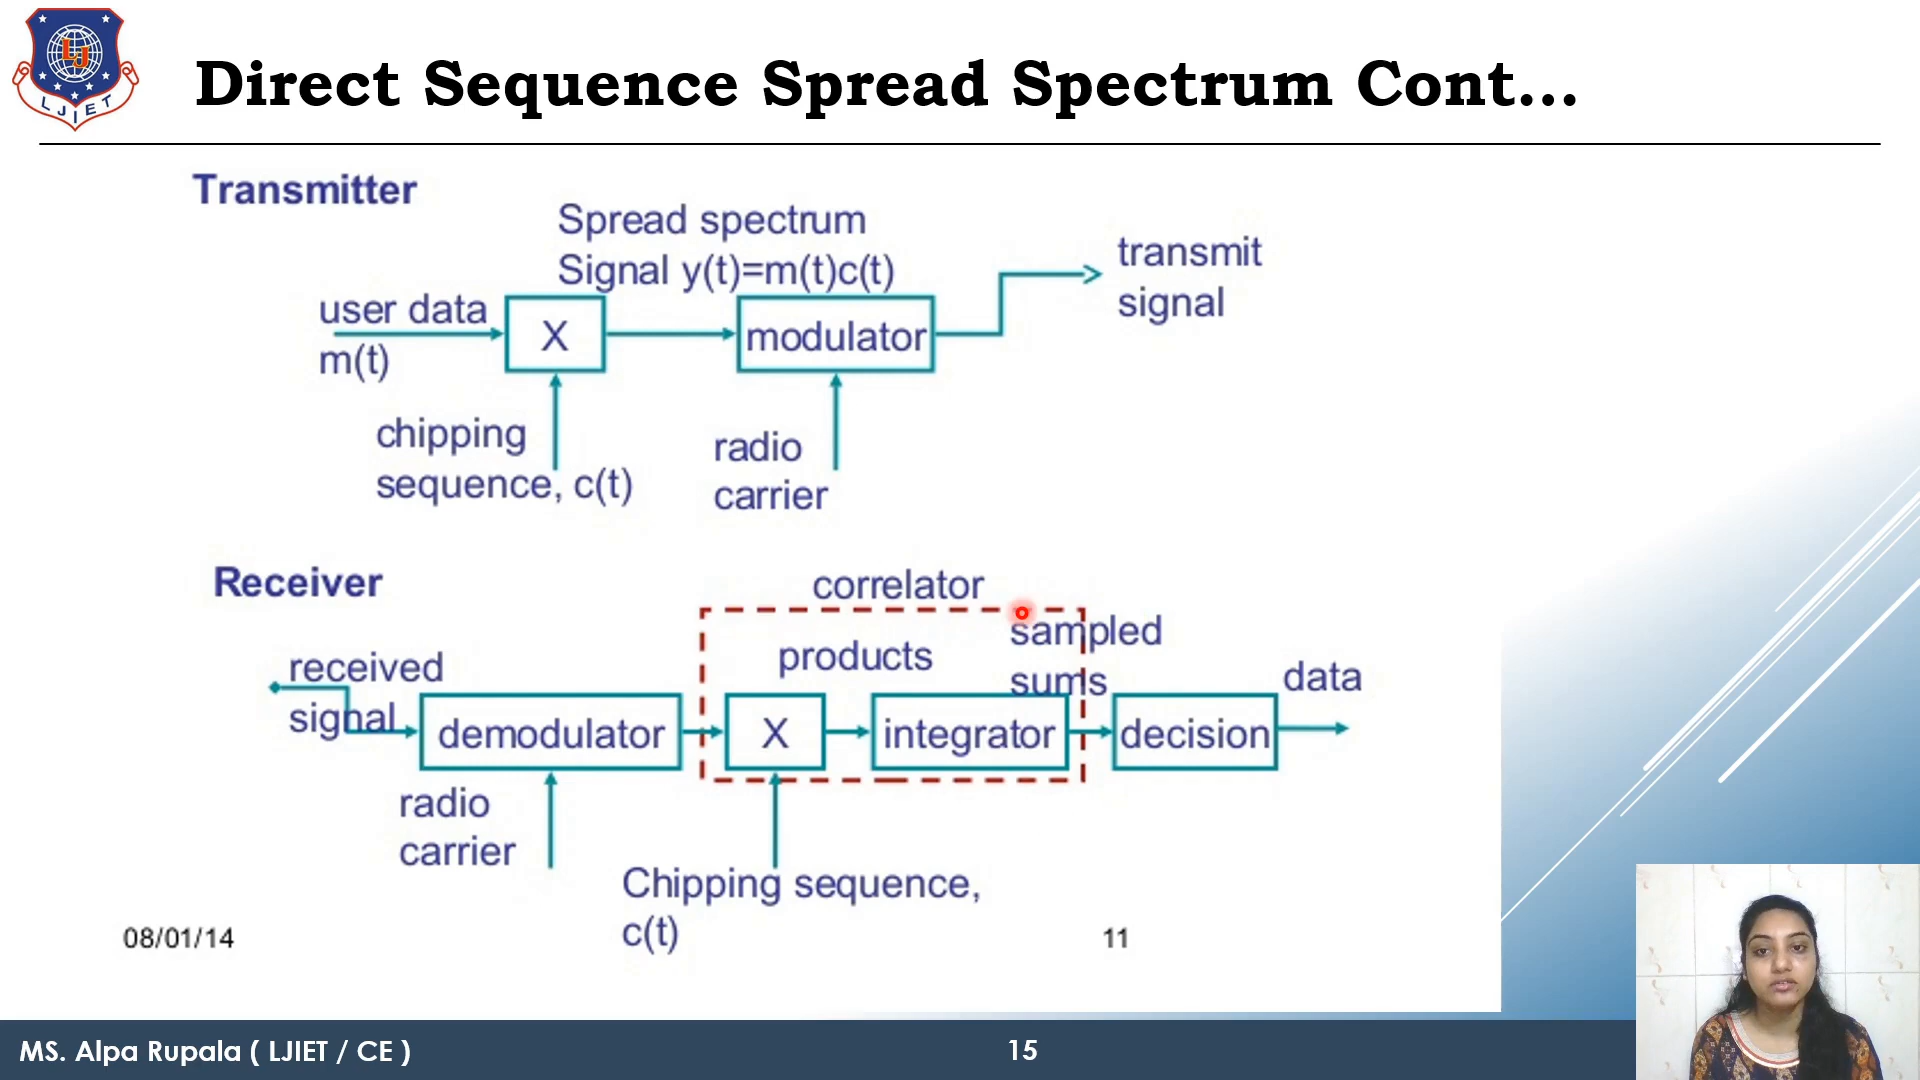 LJ
LJIET
Direct Sequence Spread Spectrum Cont...
Transmitter
Spread spectrum
Signal y(t)=m(t)c(t)
transmit
signal
user data
m(t)
X
modulator
chipping
sequence, c(t)
radio
carrier
Receiver
correlator
products
sampled
sums
received
signal
demodulator
X
integrator
decision
data
radio
carrier
Chipping sequence,
c(t)
08/01/14
11
MS. Alpa Rupala ( LJIET / CE )
15